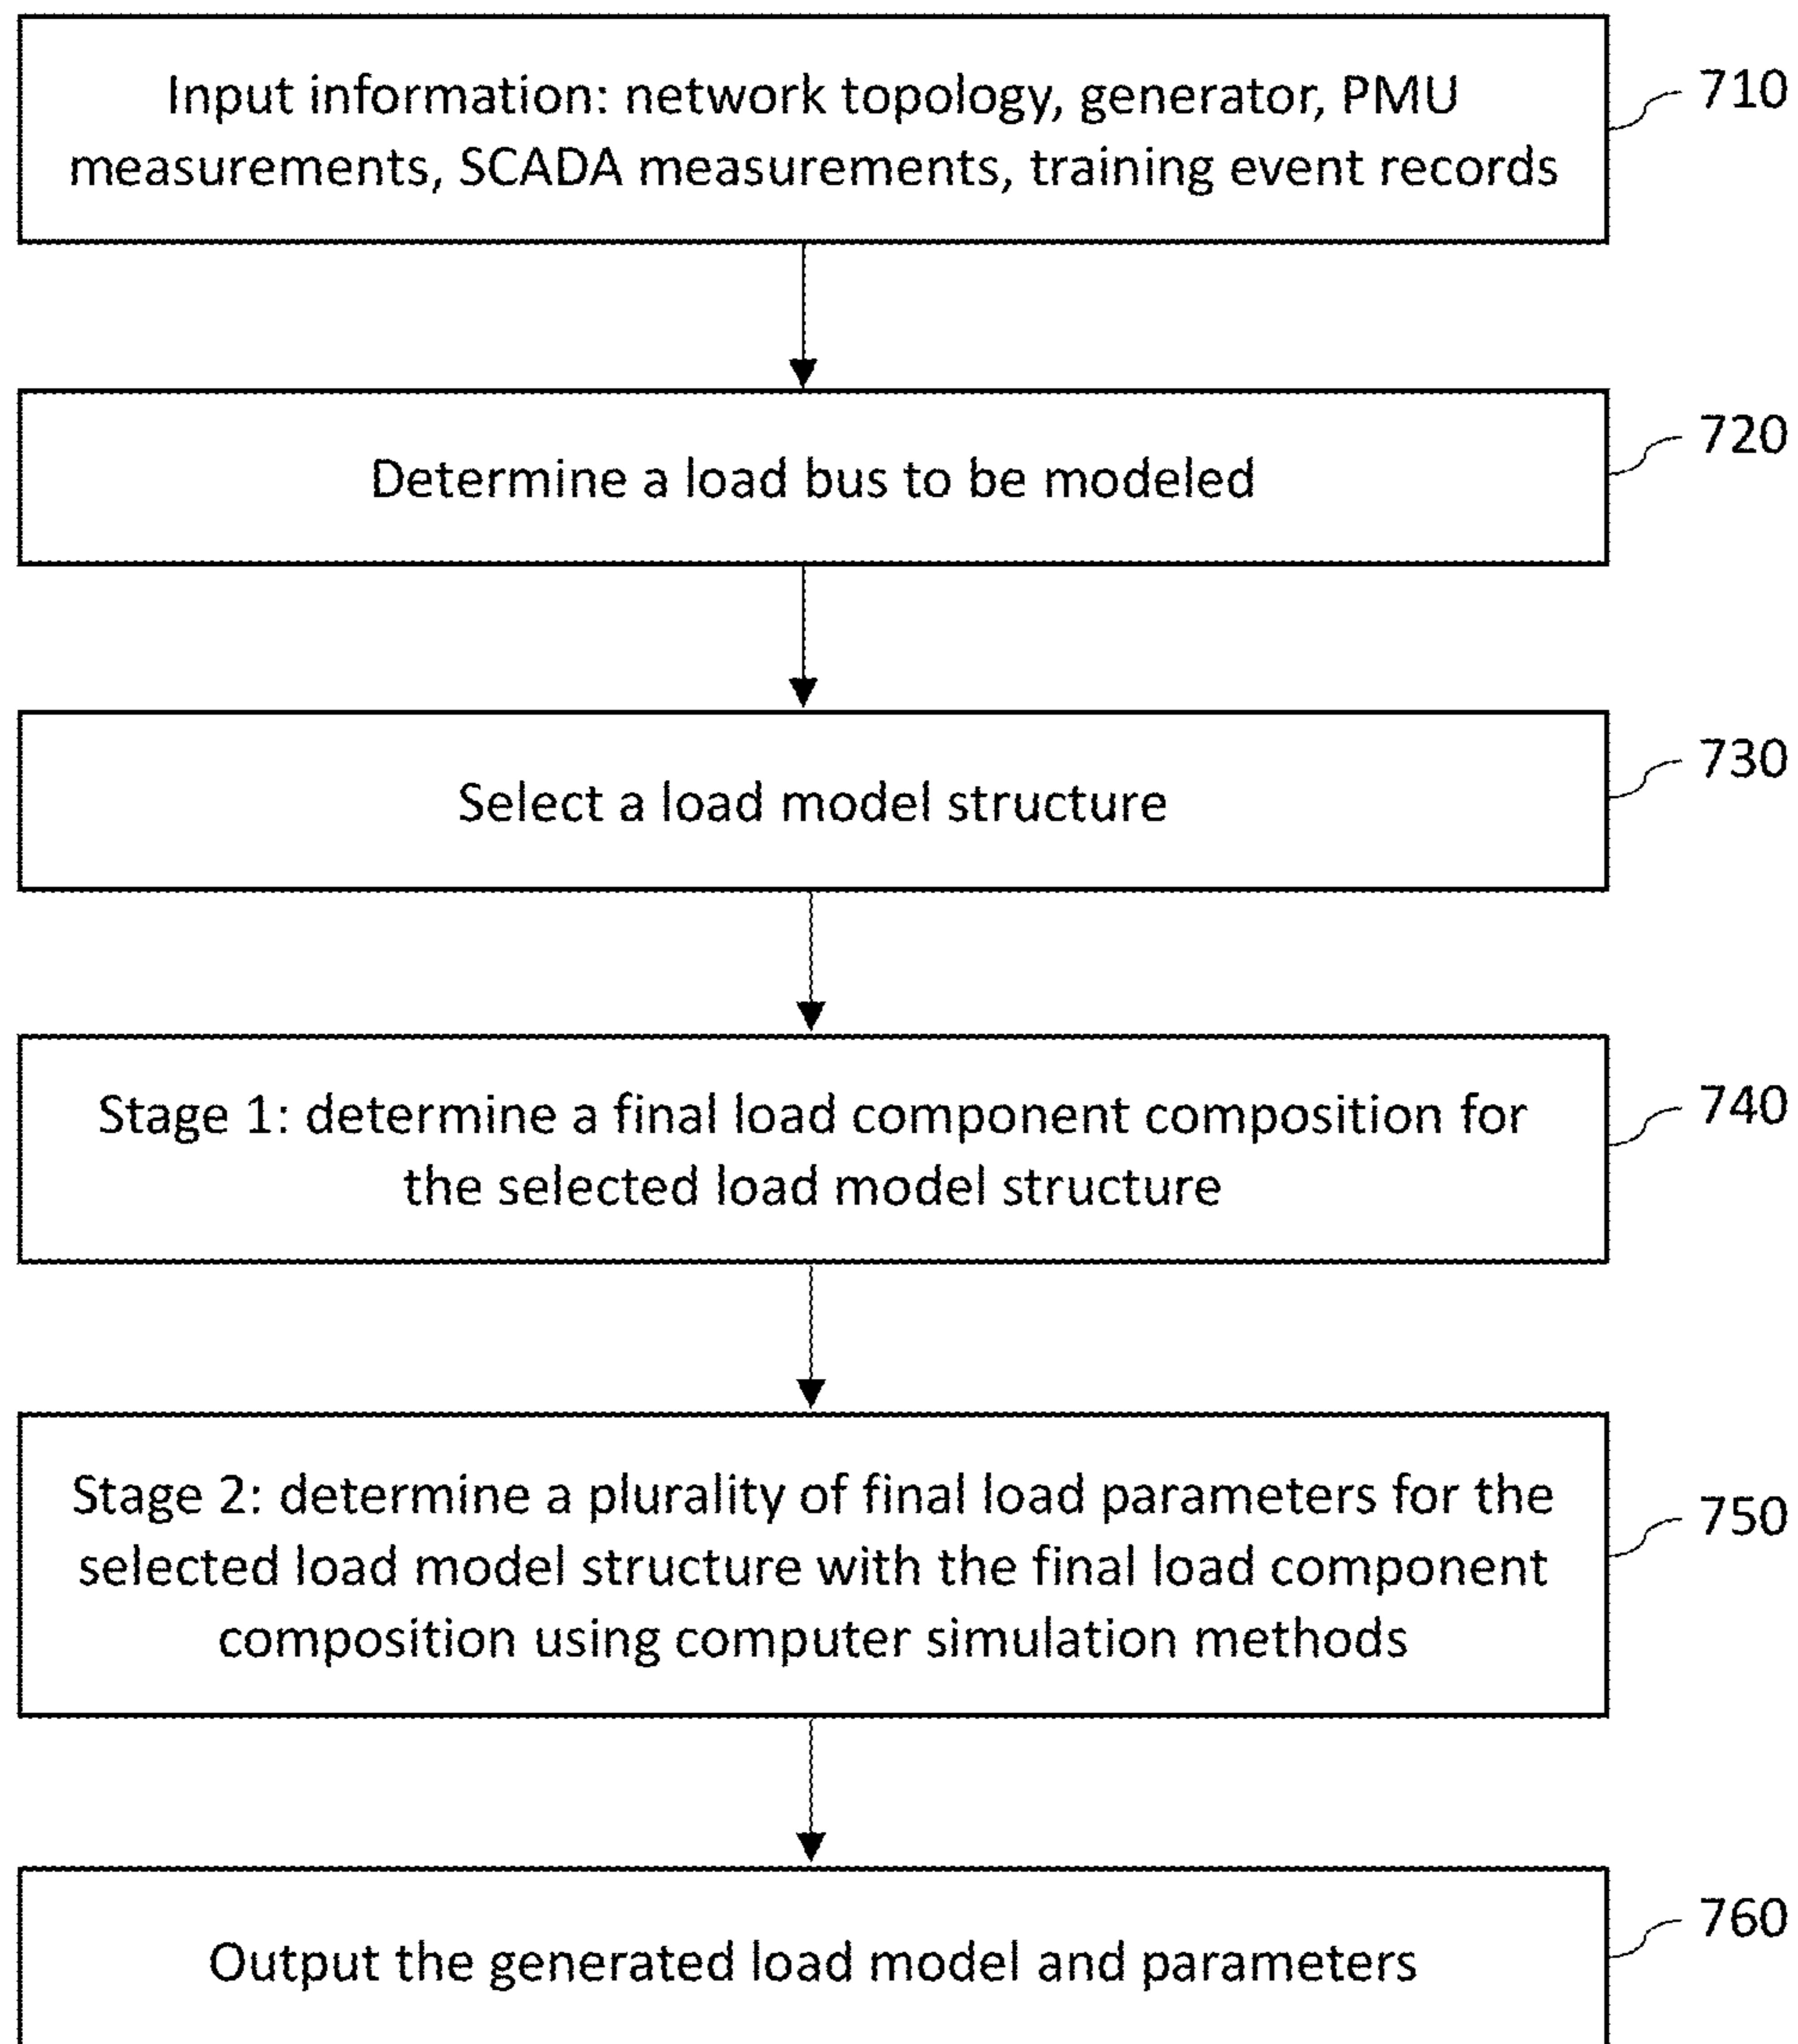 Input information: network topology, generator, PMU
measurements, SCADA measurements, training event records
710
Determine a load bus to be modeled
720
Select a load model structure
730
Stage 1: determine a final load component composition for
the selected load model structure
740
Stage 2: determine a plurality of final load parameters for the
selected load model structure with the final load component
composition using computer simulation methods
750
Output the generated load model and parameters
760